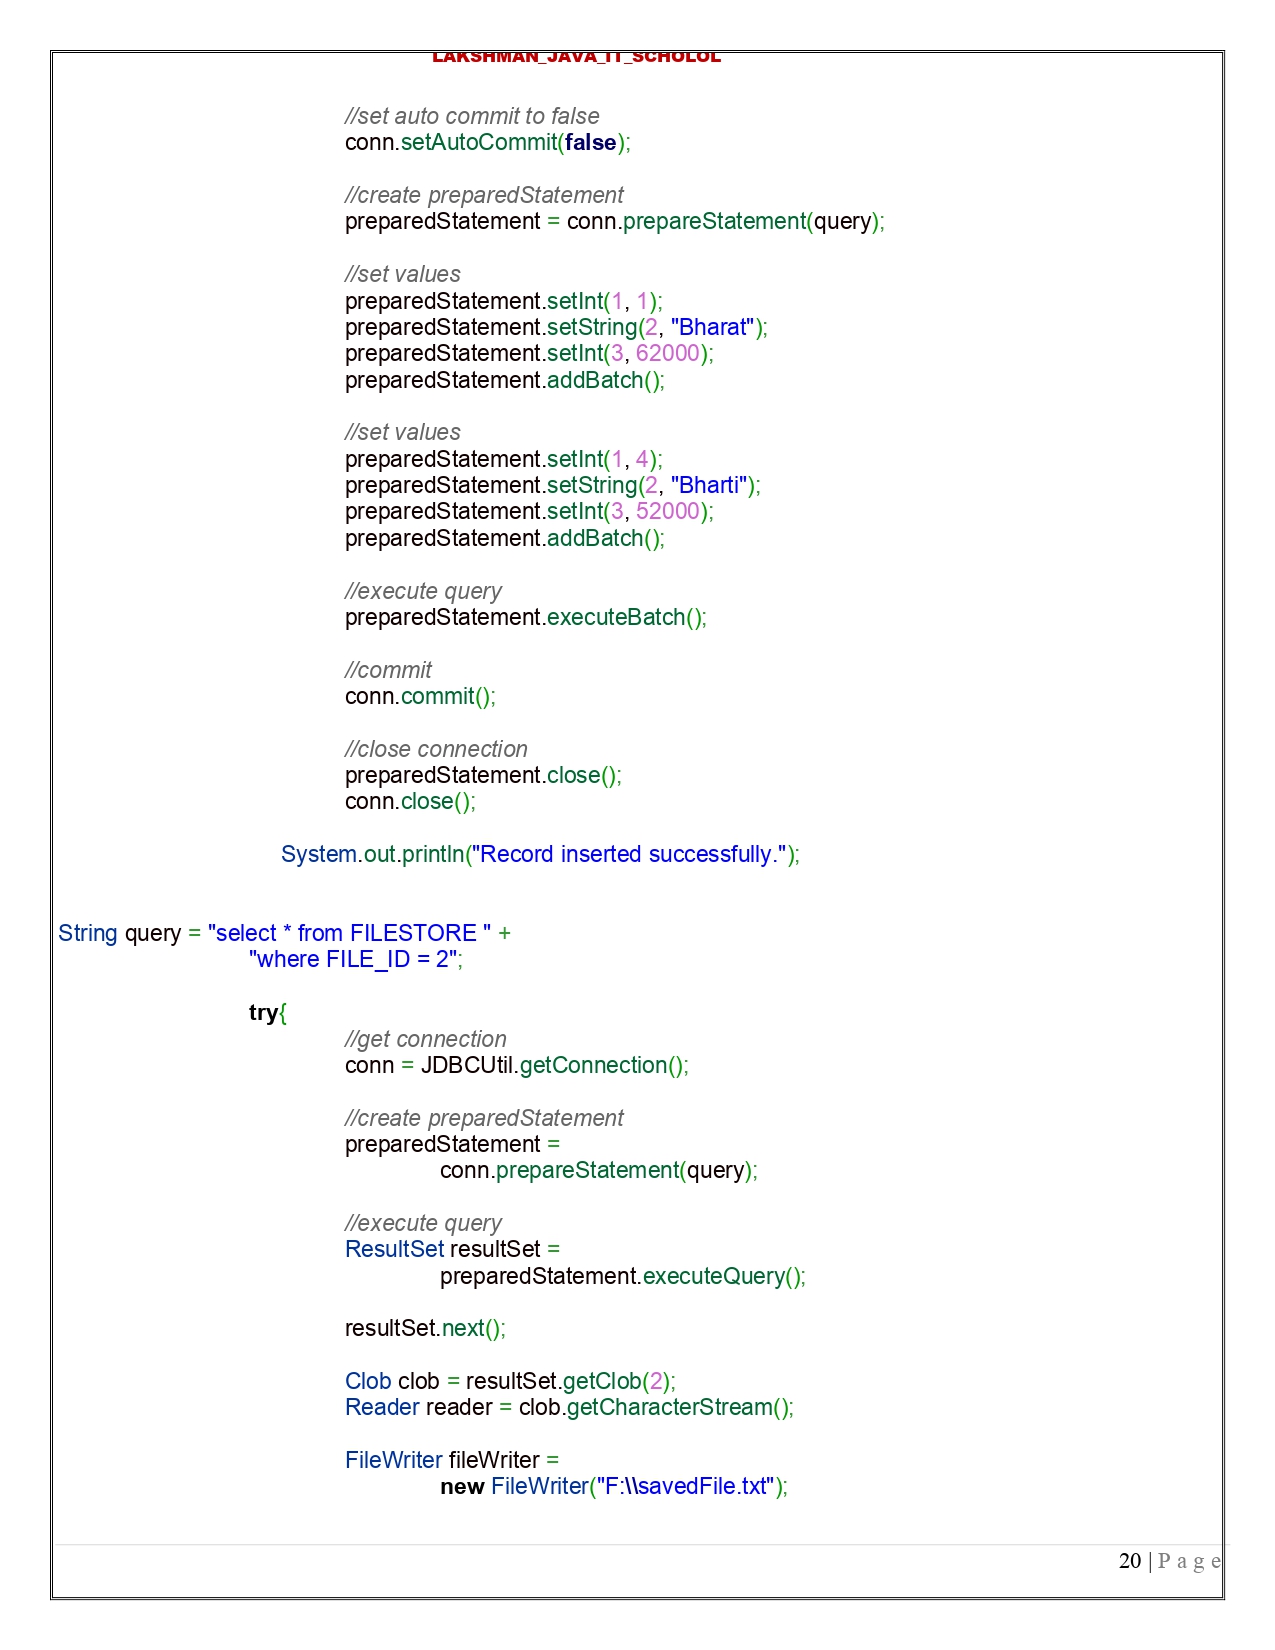 LAKSHMAN_JAVA_IT_SCHOLOL
//set auto commit to false
conn.setAutoCommit(false);
//create preparedStatement
preparedStatement = conn.prepareStatement(query);
//set values
preparedStatement.setInt(1, 1);
preparedStatement.setString(2, "Bharat");
preparedStatement.setInt(3, 62000);
preparedStatement.addBatch();
//set values
preparedStatement.setInt(1, 4);
preparedStatement.setString(2, "Bharti");
preparedStatement.setInt(3, 52000);
preparedStatement.addBatch();
//execute query
preparedStatement.executeBatch();
//commit
conn.commit();
//close connection
preparedStatement.close();
conn.close();
System.out.println("Record inserted successfully.");
String query = "select * from FILESTORE " +
"where FILE_ID = 2";
try{
//get connection
conn = JDBCUtil.getConnection();
//create preparedStatement
preparedStatement =
conn.prepareStatement(query);
//execute query
ResultSet resultSet =
preparedStatement.executeQuery();
resultSet.next();
Clob clob = resultSet.getClob(2);
Reader reader = clob.getCharacterStream();
FileWriter fileWriter =
new FileWriter("F:\\savedFile.txt");
20 | P a g e